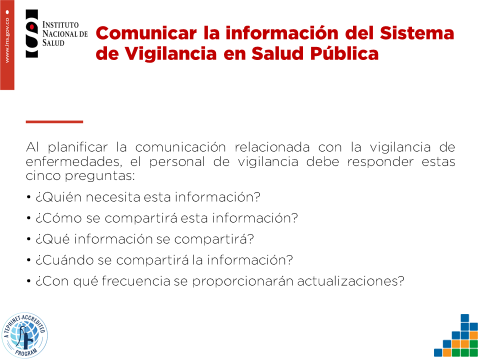 www.ins.gov.co
INSTITUTO
NACIONAL DE
SALUD
Comunicar la información del Sistema
de Vigilancia en Salud Pública
Al planificar la comunicación relacionada con la vigilancia de
enfermedades, el personal de vigilancia debe responder estas
cinco preguntas:
• ¿Quién necesita esta información?
• ¿Cómo se compartirá esta información?
• ¿Qué información se compartirá?
• ¿Cuándo se compartirá la información?
• ¿Con qué frecuencia se proporcionarán actualizaciones?
A TEPHINET ACCREDITED
PROGRAM